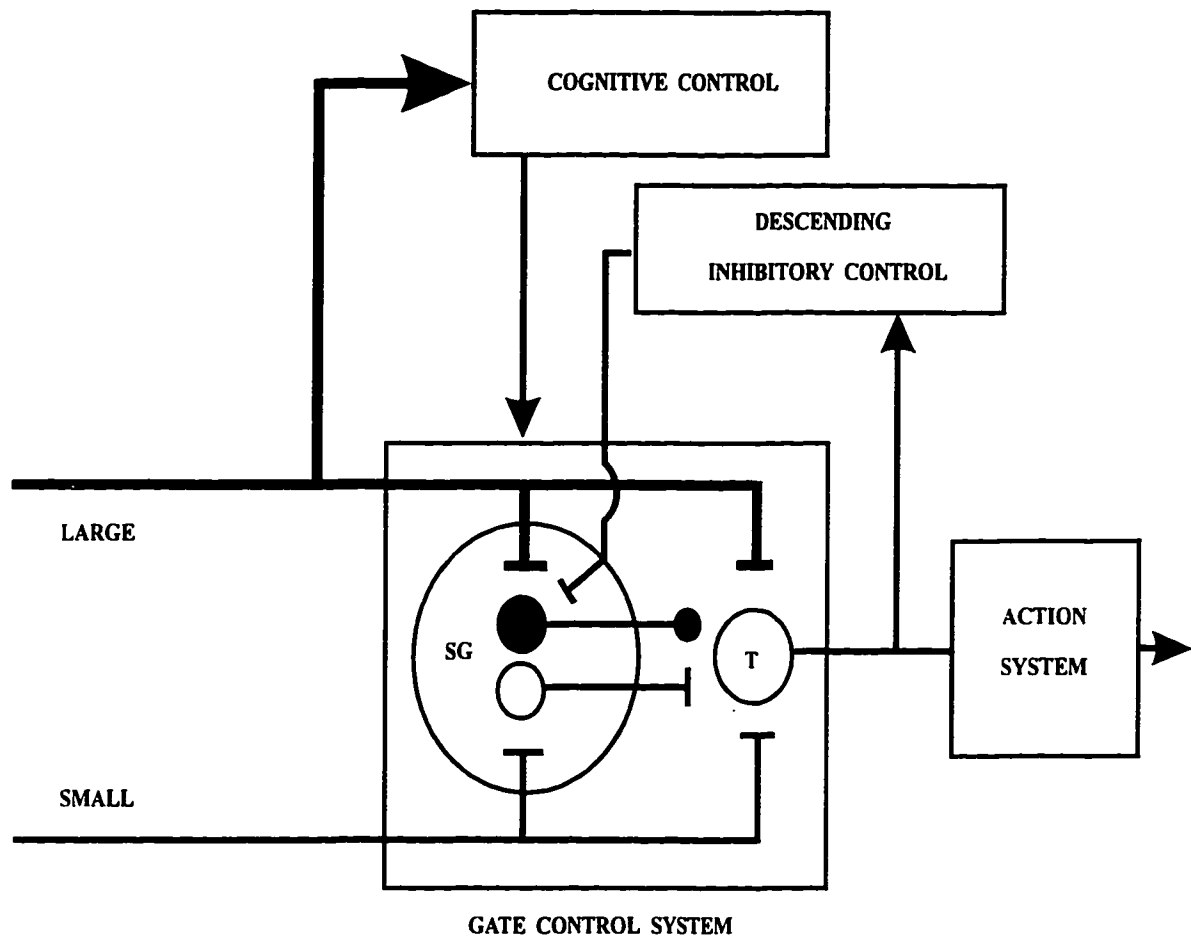 COGNITIVE CONTROL
DESCENDING
INHIBITORY CONTROL
LARGE
SG
T
ACTION
SYSTEM
SMALL
GATE CONTROL SYSTEM